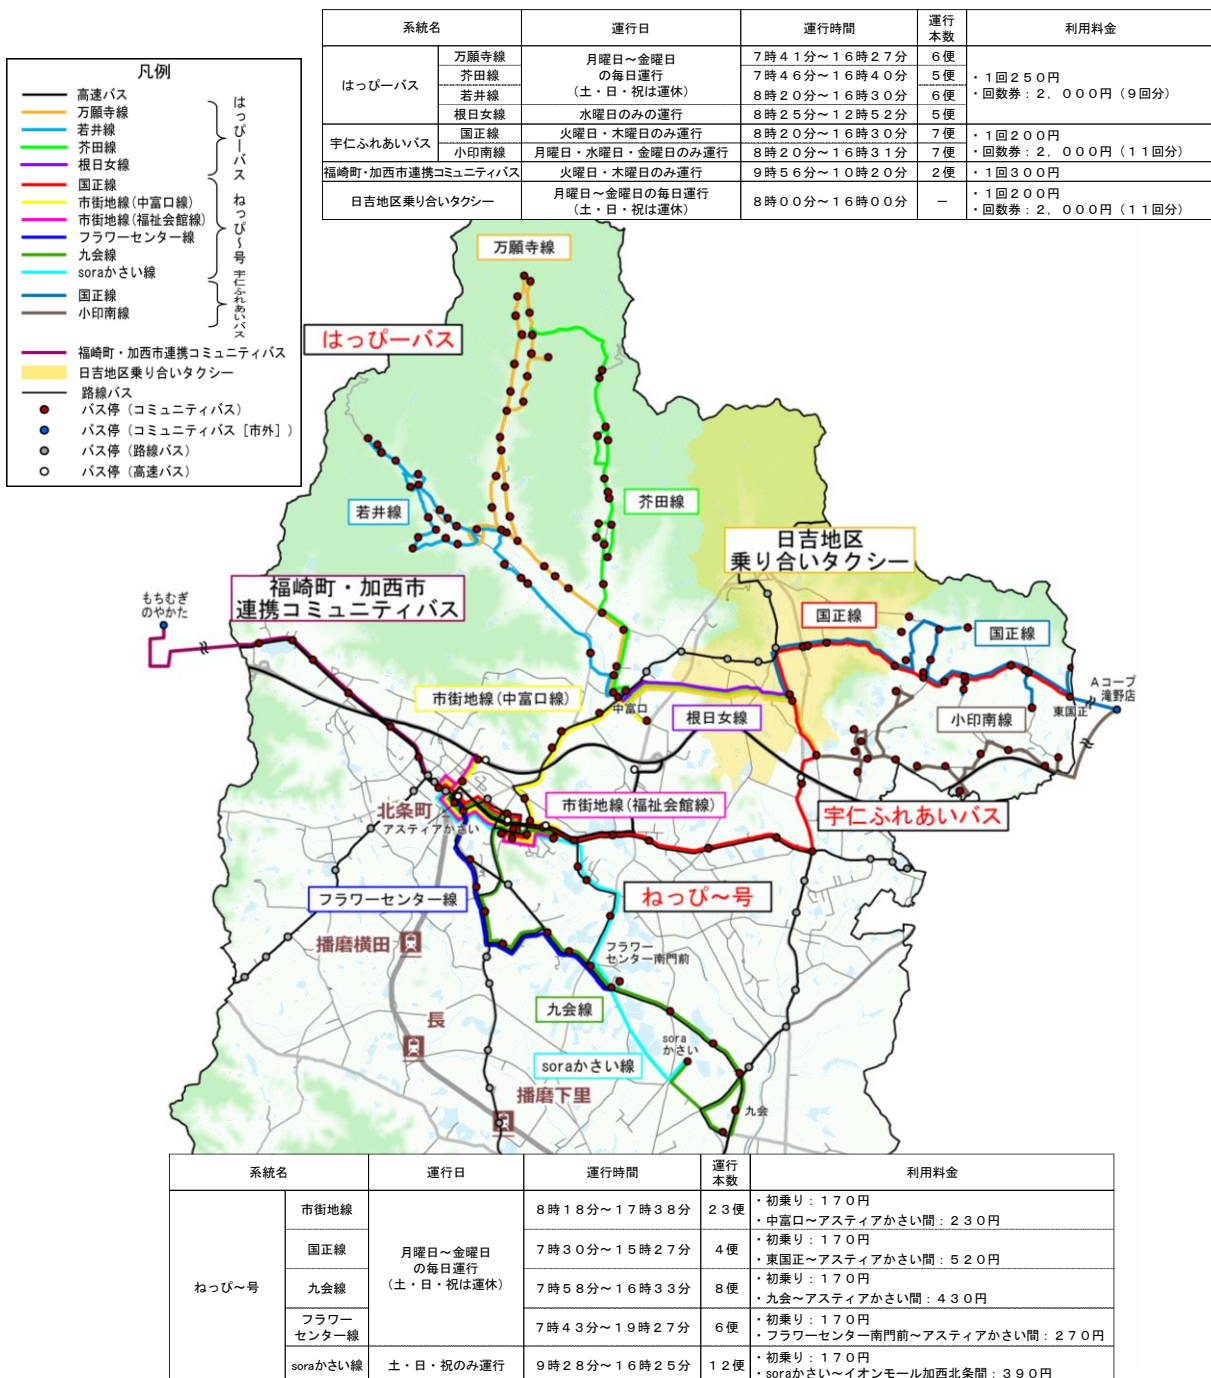 系統名 運行日 運行時間 運行本数 利用料金
はっぴーバス 万願寺線 月曜日～金曜日の毎日運行(土・日・祝は運休) 7時41分～16時27分 6便 ・1回250円
芥田線 7時46分～16時40分 5便 ・回数券:2,000円(9回分)
若井線 8時20分～16時30分 6便
根日女線 水曜日のみの運行 8時25分～12時52分 5便
宇仁ふれあいバス 国正線 火曜日・木曜日のみ運行 8時20分～16時30分 7便 ・1回200円
小印南線 月曜日・水曜日・金曜日のみ運行 8時20分～16時31分 7便 ・回数券:2,000円(11回分)
福崎町・加西市連携コミュニティバス 火曜日・木曜日のみ運行 9時56分～10時20分 2便 ・1回300円
日吉地区乗り合いタクシー 月曜日～金曜日の毎日運行 8時00分～16時00分 － ・1回200円
(土・日・祝は運休) ・回数券:2,000円(11回分)
凡例
高速バス
万願寺線
若井線
芥田線
根日女線
はっぴーバス
国正線
市街地線(中富口線)
市街地線(福祉会館線)
フラワーセンター線
九会線
soraかさい線
ねっぴ～号
国正線
小印南線
宇仁ふれあいバス
福崎町・加西市連携コミュニティバス
日吉地区乗り合いタクシー
路線バス
バス停(コミュニティバス)
バス停(コミュニティバス[市外])
バス停(路線バス)
バス停(高速バス)
万願寺線
はっぴーバス
若井線
芥田線
日吉地区
乗り合いタクシー
福崎町・加西市
連携コミュニティバス
もちむぎ
のやかた
国正線
国正線
Aコープ
滝野店
東国正
市街地線(中富口線)
中富口
根日女線
小印南線
北条町
アスティアかさい
市街地線(福祉会館線)
宇仁ふれあいバス
フラワーセンター線
ねっぴ～号
播磨横田
フラワー
センター南門前
九会線
長
sora
かさい
soraかさい線
播磨下里
九会
系統名 運行日 運行時間 運行本数 利用料金
ねっぴ～号 市街地線 月曜日～金曜日の毎日運行(土・日・祝は運休) 8時18分～17時38分 23便 ・初乗り:170円
・中富口～アスティアかさい間:230円
国正線 7時30分～15時27分 4便 ・初乗り:170円
・東国正～アスティアかさい間:520円
九会線 7時58分～16時33分 8便 ・初乗り:170円
・九会～アスティアかさい間:430円
フラワーセンター線 7時43分～19時27分 6便 ・初乗り:170円
・フラワーセンター南門前～アスティアかさい間:270円
soraかさい線 土・日・祝のみ運行 9時28分～16時25分 12便 ・初乗り:170円
・soraかさい～イオンモール加西北条間:390円